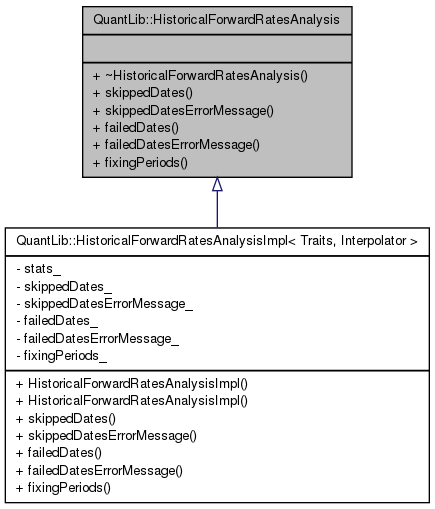 QuantLib::HistoricalForwardRatesAnalysis
+ ~HistoricalForwardRatesAnalysis()
+ skippedDates()
+ skippedDatesErrorMessage()
+ failedDates()
+ failedDatesErrorMessage()
+ fixingPeriods()
QuantLib::HistoricalForwardRatesAnalysisImpl< Traits, Interpolator >
- stats_
- skippedDates_
- skippedDatesErrorMessage_
- failedDates_
- failedDatesErrorMessage_
- fixingPeriods_
+ HistoricalForwardRatesAnalysisImpl()
+ HistoricalForwardRatesAnalysisImpl()
+ skippedDates()
+ skippedDatesErrorMessage()
+ failedDates()
+ failedDatesErrorMessage()
+ fixingPeriods()